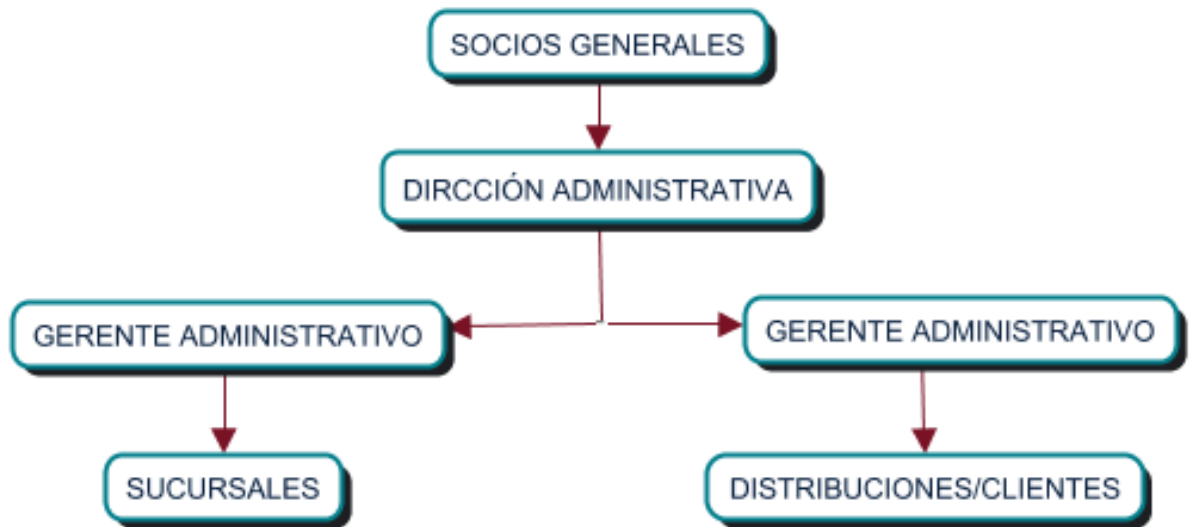 SOCIOS GENERALES
DIRCCIÓN ADMINISTRATIVA
GERENTE ADMINISTRATIVO
GERENTE ADMINISTRATIVO
SUCURSALES
DISTRIBUCIONES/CLIENTES